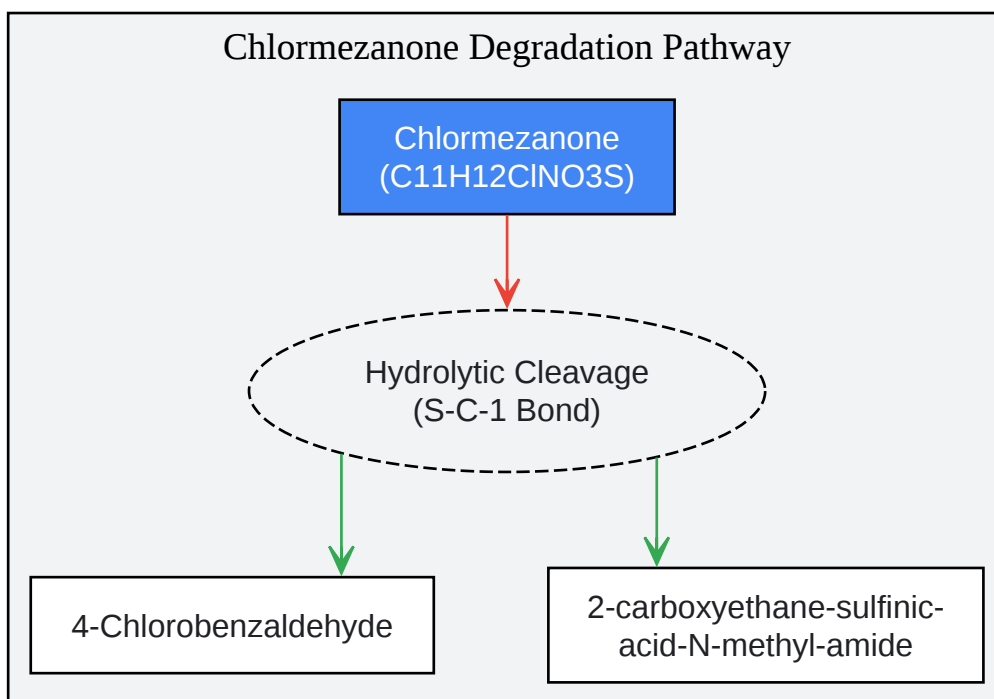 Chlormezanone Degradation Pathway
Chlormezanone
(C11H12ClNO3S)
Hydrolytic Cleavage
(S-C-1 Bond)
4-Chlorobenzaldehyde
2-carboxyethane-sulfinic-
acid-N-methyl-amide